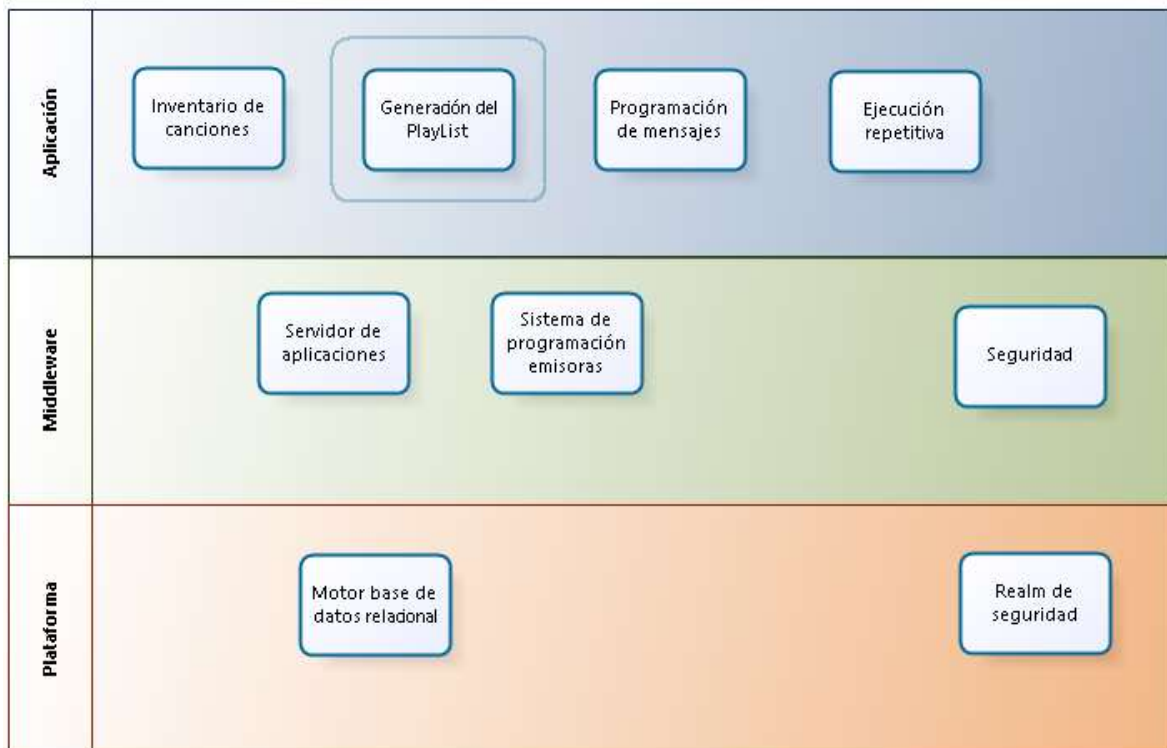 Aplicación
Inventario de
canciones
Generadón del
PlayList
Programación
de mensajes
Ejecución
repetitiva
Middleware
Servidor de
aplicaciones
Sistema de
programación
emisoras
Seguridad
Plataforma
Motor base de
datos relacional
Realm de
seguridad